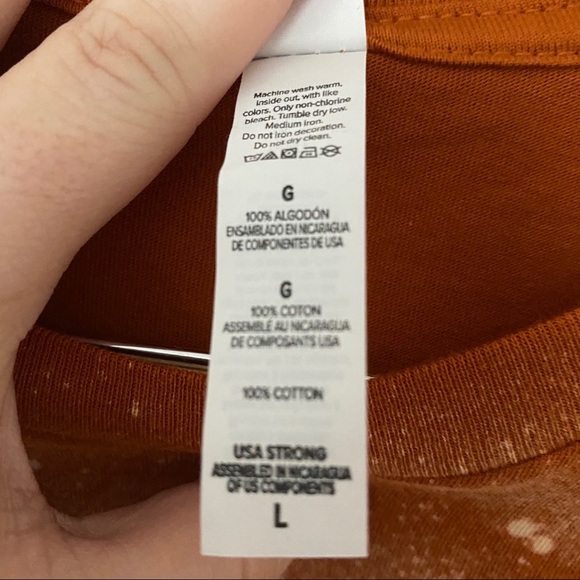 Machine wash warm,
inside out, with like
colors. Only non-chlorine
bleach. Tumble dry low.
Medium iron.
Do not iron decoration.
Do not dry clean.
G
100% ALGODÓN
ENSAMBLADO EN NICARAGUA
DE COMPONENTES DE USA
G
100% COTON
ASSEMBLÉ AU NICARAGUA
DE COMPOSANTS USA
100% COTTON
USA STRONG
ASSEMBLED IN NICARAGUA
OF US COMPONENTS
L